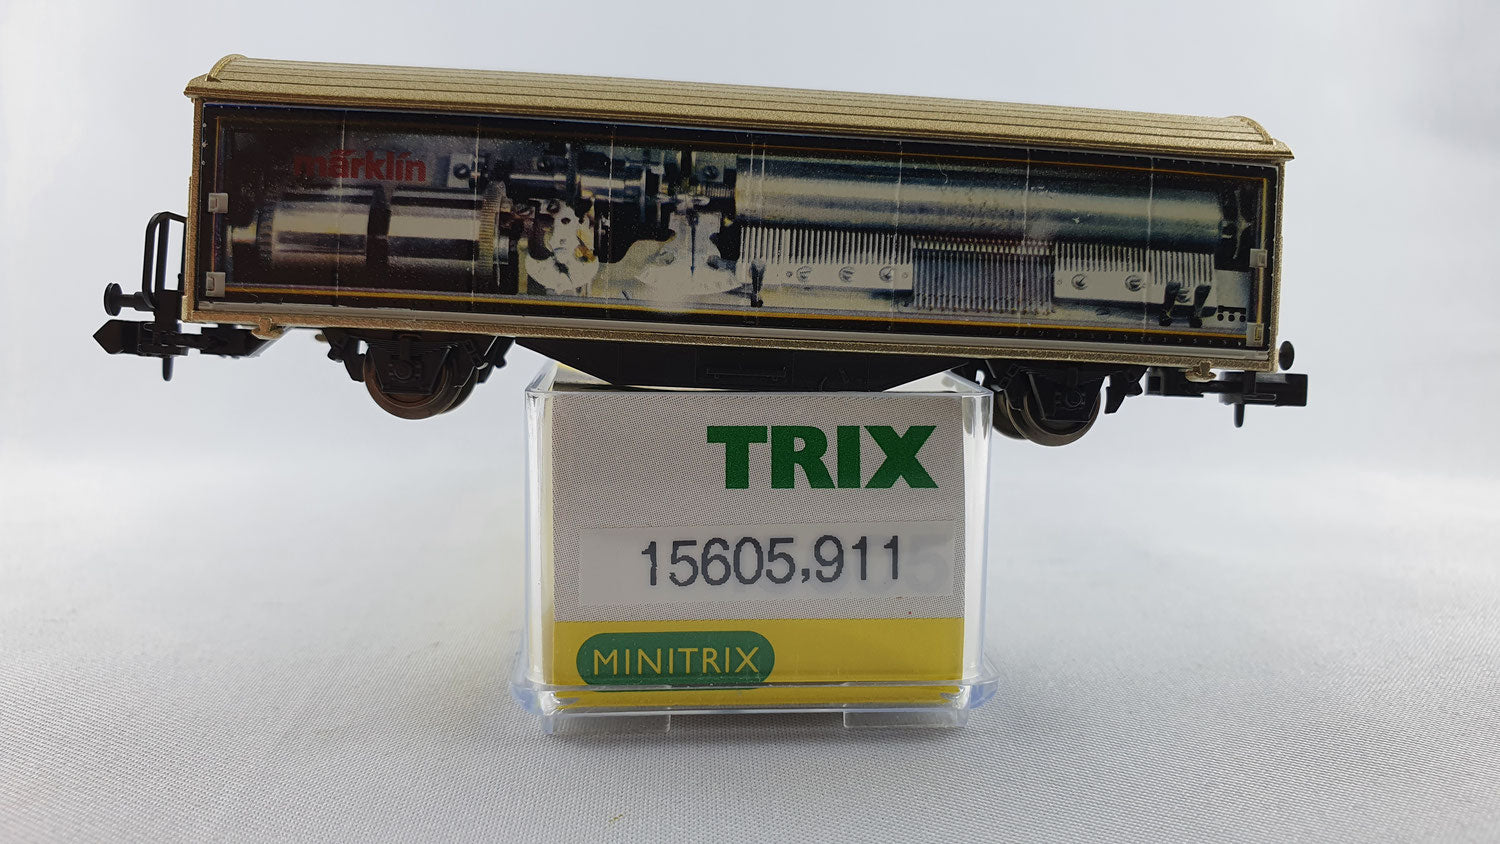 märklin
TRIX
15605,911
MINITRIX